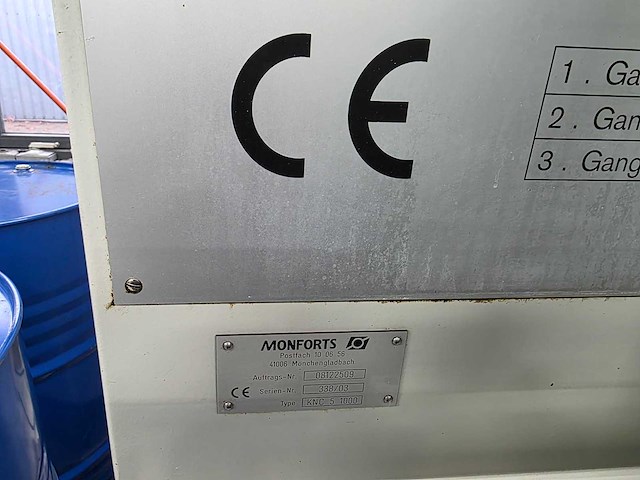 CE
1. Ga
2. Gan
3. Gang
MONFORTS
Postfach 10 06 56
41006 Mönchengladbach
Auftrags-Nr. 08122509
CE Serien-Nr. 338/03
Type KNC 5 1000